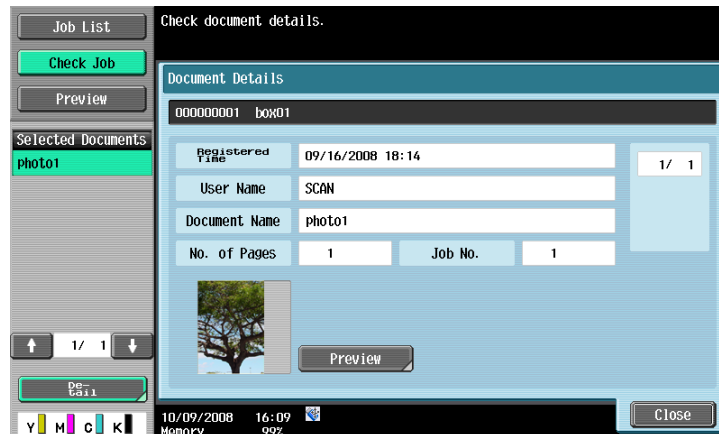 Job List
Check Job
Preview
Selected Documents
photo1
1/ 1
De-
tail
Y M C K
Check document details.
Document Details
000000001 box01
Registered
Time
09/16/2008 18:14
1/ 1
User Name
SCAN
Document Name
photo1
No. of Pages
1
Job No.
1
Preview
10/09/2008 16:09
Memory 99%
Close